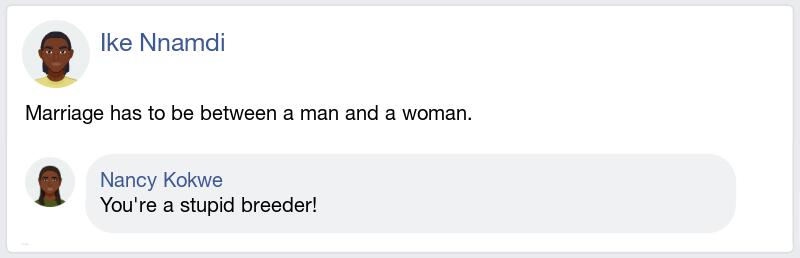 Ike Nnamdi
Marriage has to be between a man and a woman.
Nancy Kokwe
You're a stupid breeder!